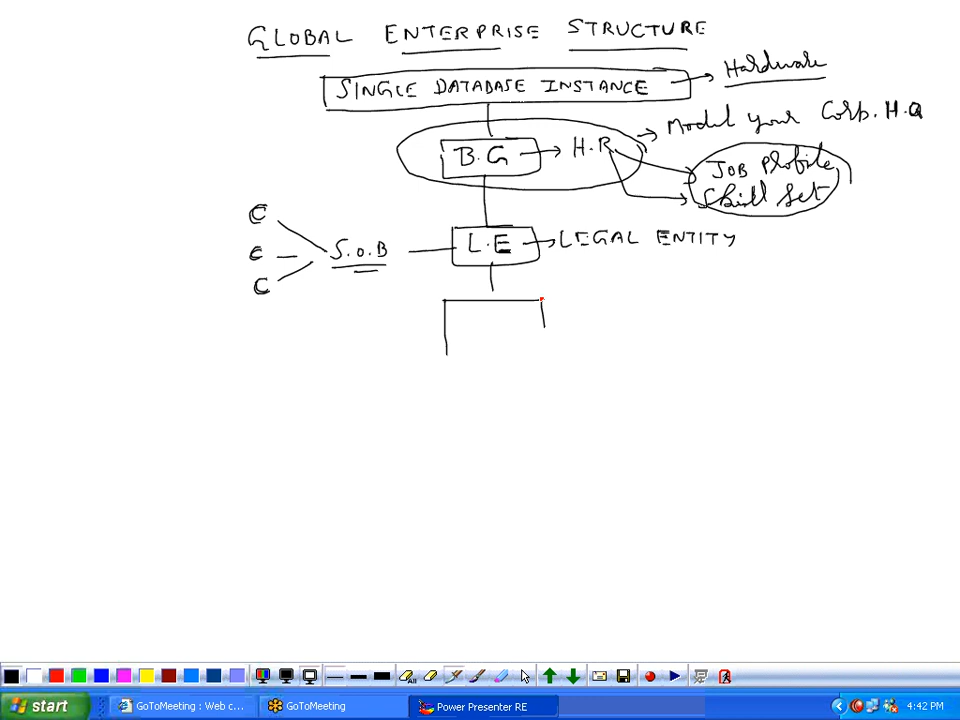 GLOBAL ENTERPRISE STRUCTURE
SINGLE DATABASE INSTANCE
Hardware
B.G
H.R
Model your Corp. H.Q
JOB Profile
Skill Set
C
C
C
S.O.B
L.E
LEGAL ENTITY
start
GoToMeeting : Web c...
GoToMeeting
Power Presenter RE
4:42 PM